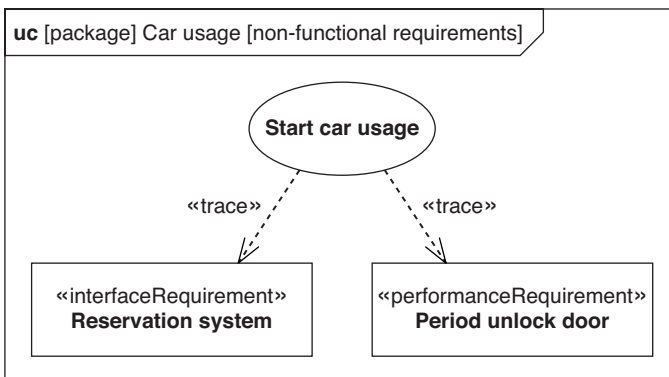 uc [package] Car usage [non-functional requirements]
Start car usage
«trace» «trace»
«interfaceRequirement» «performanceRequirement»
Reservation system Period unlock door